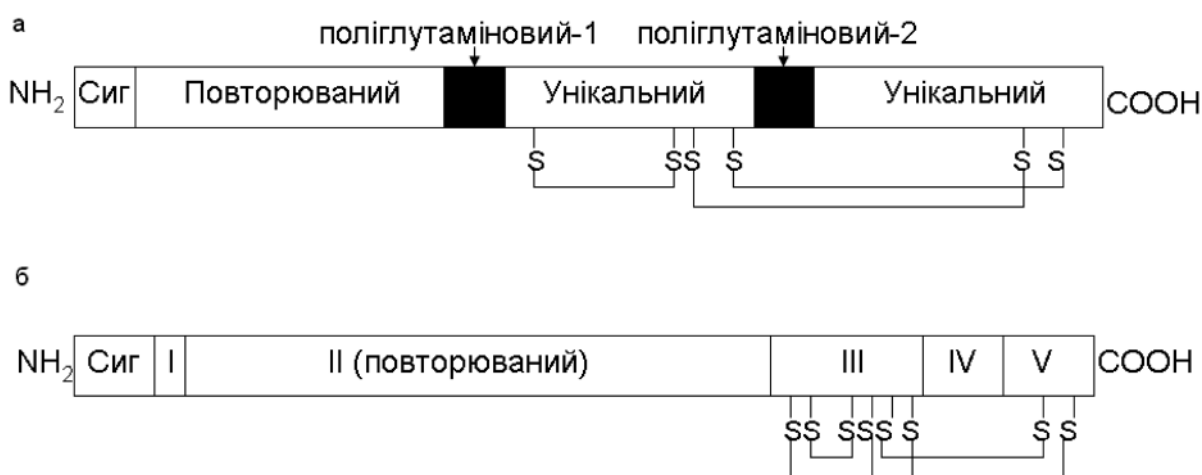 а
поліглутаміновий-1 поліглутаміновий-2
NH2 Сиг Повторюваний Унікальний Унікальний COOH
S SS S S S
б
NH2 Сиг I II (повторюваний) III IV V COOH
SS SSS S S S